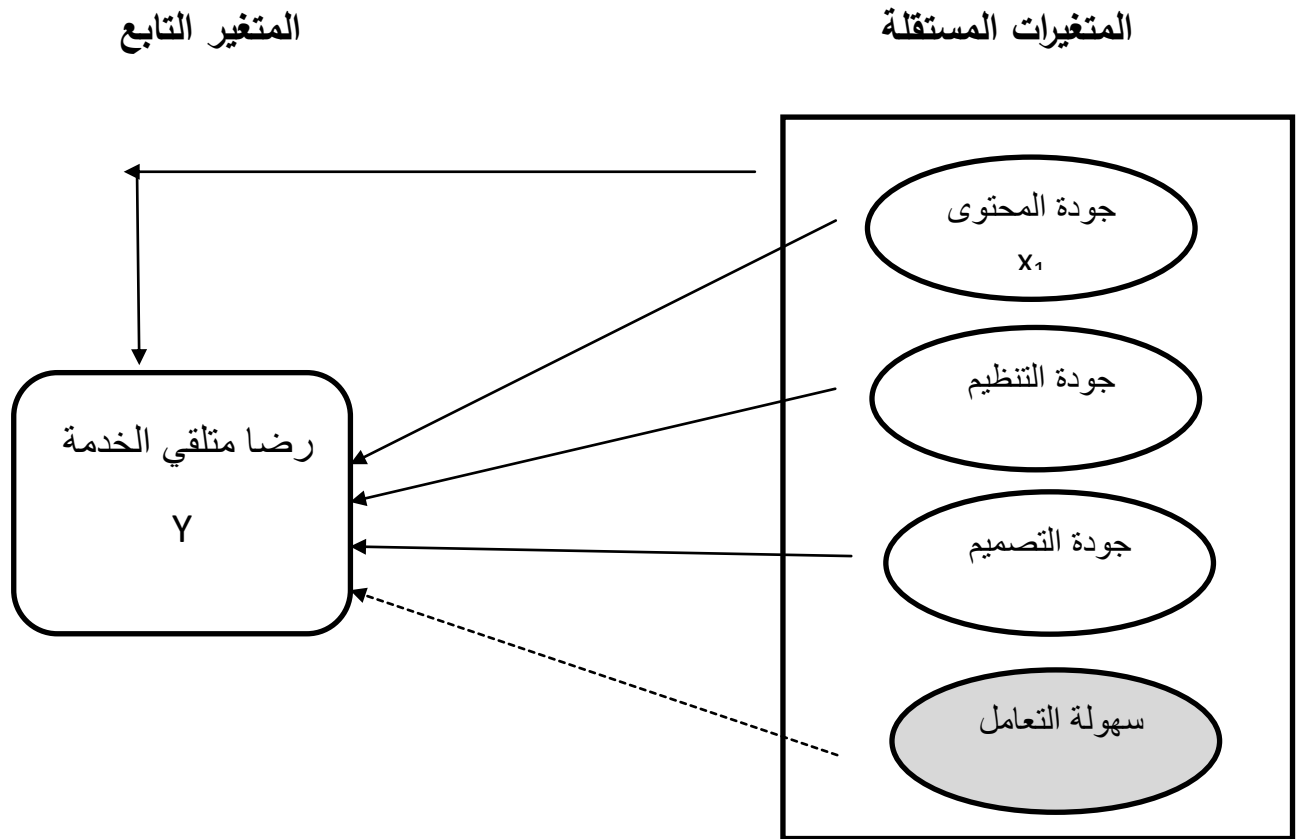 المتغيرات المستقلة
المتغير التابع
جودة المحتوى
x₁
جودة التنظيم
جودة التصميم
سهولة التعامل
رضا متلقي الخدمة
Y